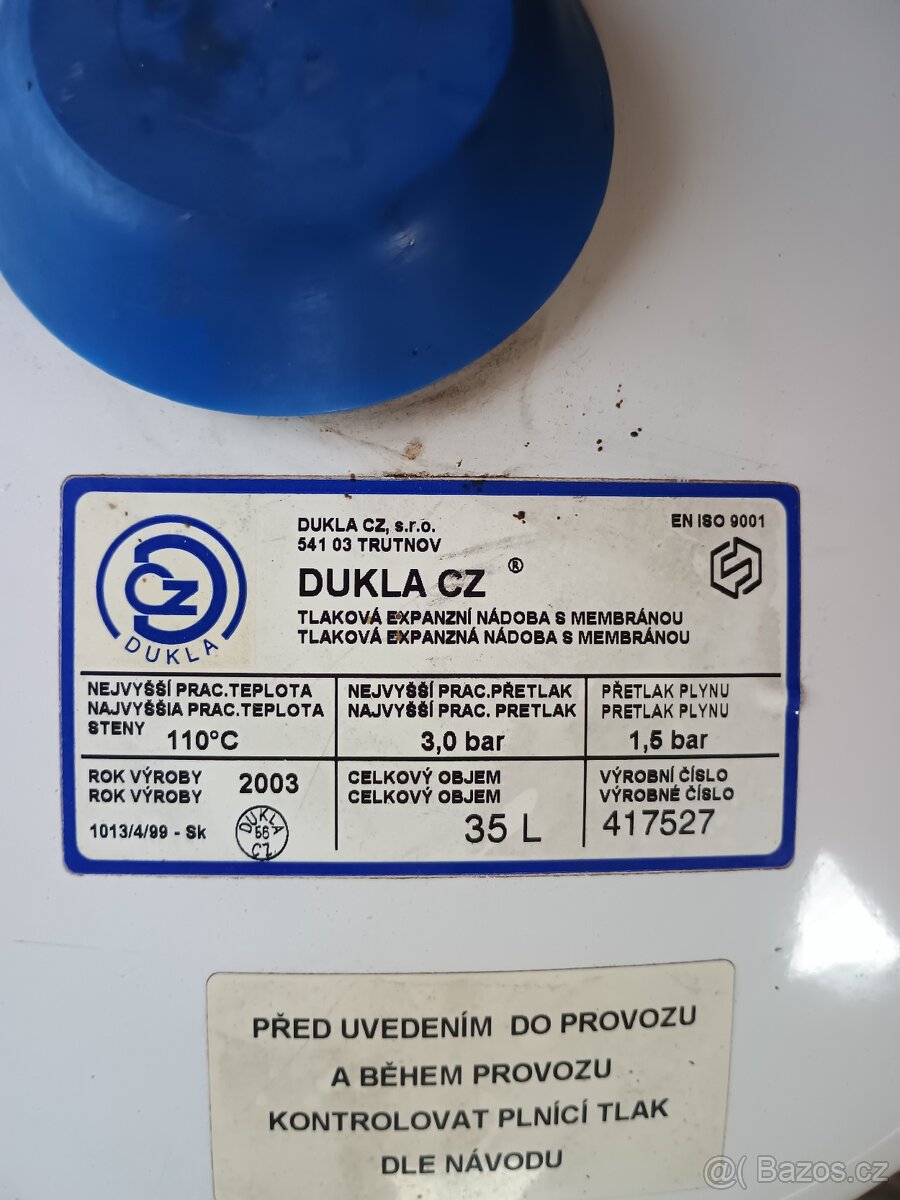 DUKLA CZ, s.r.o.
541 03 TRUTNOV
EN ISO 9001
DUKLA CZ ®
CZ
DUKLA
TLAKOVÁ EXPANZNÍ NÁDOBA S MEMBRÁNOU
TLAKOVÁ EXPANZNÁ NÁDOBA S MEMBRÁNOU
NEJVYŠŠÍ PRAC.TEPLOTA
NAJVYŠŠIA PRAC.TEPLOTA
STENY
110°C
NEJVYŠŠÍ PRAC.PŘETLAK
NAJVYŠŠÍ PRAC. PRETLAK
3,0 bar
PŘETLAK PLYNU
PRETLAK PLYNU
1,5 bar
ROK VÝROBY
ROK VÝROBY
2003
1013/4/99 - Sk
DUKLA
56
CZ
CELKOVÝ OBJEM
CELKOVÝ OBJEM
35 L
VÝROBNÍ ČÍSLO
VÝROBNÉ ČÍSLO
417527
PŘED UVEDENÍM DO PROVOZU
A BĚHEM PROVOZU
KONTROLOVAT PLNÍCÍ TLAK
DLE NÁVODU
@( Bazos.cz